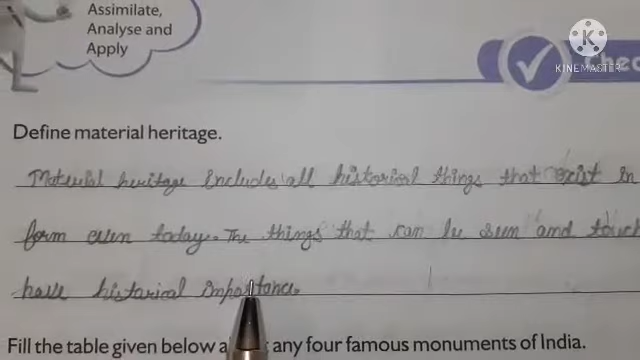 Assimilate,
Analyse and
Apply
KINEMASTER
Chec
Define material heritage.
Material heritage includes all historical things that exist in
form even today. The things that can be seen and touch
have historical importance.
Fill the table given below a any four famous monuments of India.